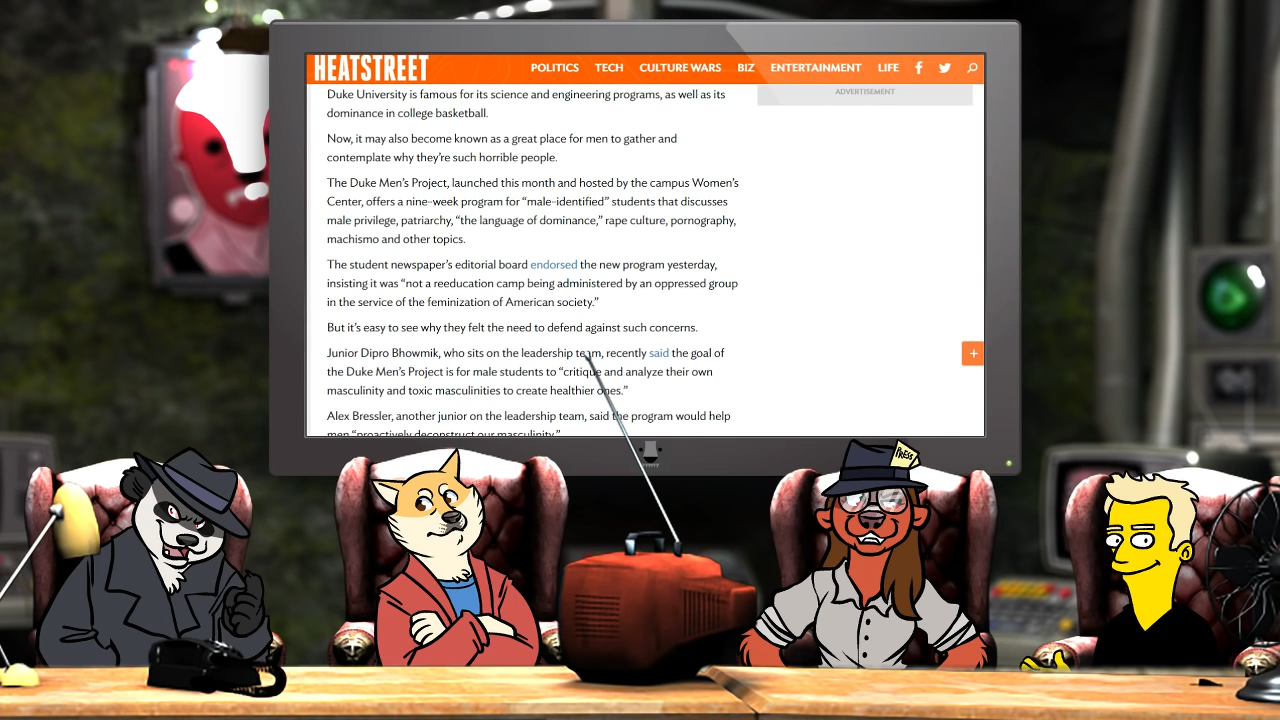 HEATSTREET
POLITICS TECH CULTURE WARS BIZ ENTERTAINMENT LIFE
ADVERTISEMENT
Duke University is famous for its science and engineering programs, as well as its
dominance in college basketball.
Now, it may also become known as a great place for men to gather and
contemplate why they’re such horrible people.
The Duke Men’s Project, launched this month and hosted by the campus Women’s
Center, offers a nine-week program for “male-identified” students that discusses
male privilege, patriarchy, “the language of dominance,” rape culture, pornography,
machismo and other topics.
The student newspaper’s editorial board endorsed the new program yesterday,
insisting it was “not a reeducation camp being administered by an oppressed group
in the service of the feminization of American society.”
But it’s easy to see why they felt the need to defend against such concerns.
Junior Dipro Bhowmik, who sits on the leadership team, recently said the goal of
the Duke Men’s Project is for male students to “critique and analyze their own
masculinity and toxic masculinities to create healthier ones.”
Alex Bressler, another junior on the leadership team, said the program would help
men “proactively deconstruct our masculinity.”
PRESS